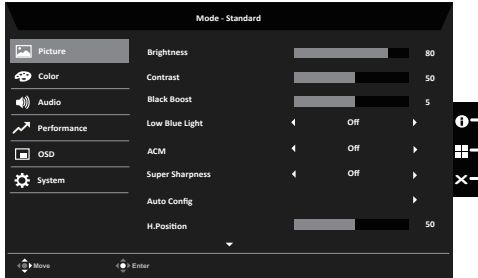 Mode - Standard
Picture
Color
Audio
Performance
OSD
System
Brightness 80
Contrast 50
Black Boost 5
Low Blue Light Off
ACM Off
Super Sharpness Off
Auto Config
H.Position 50
Move
Enter